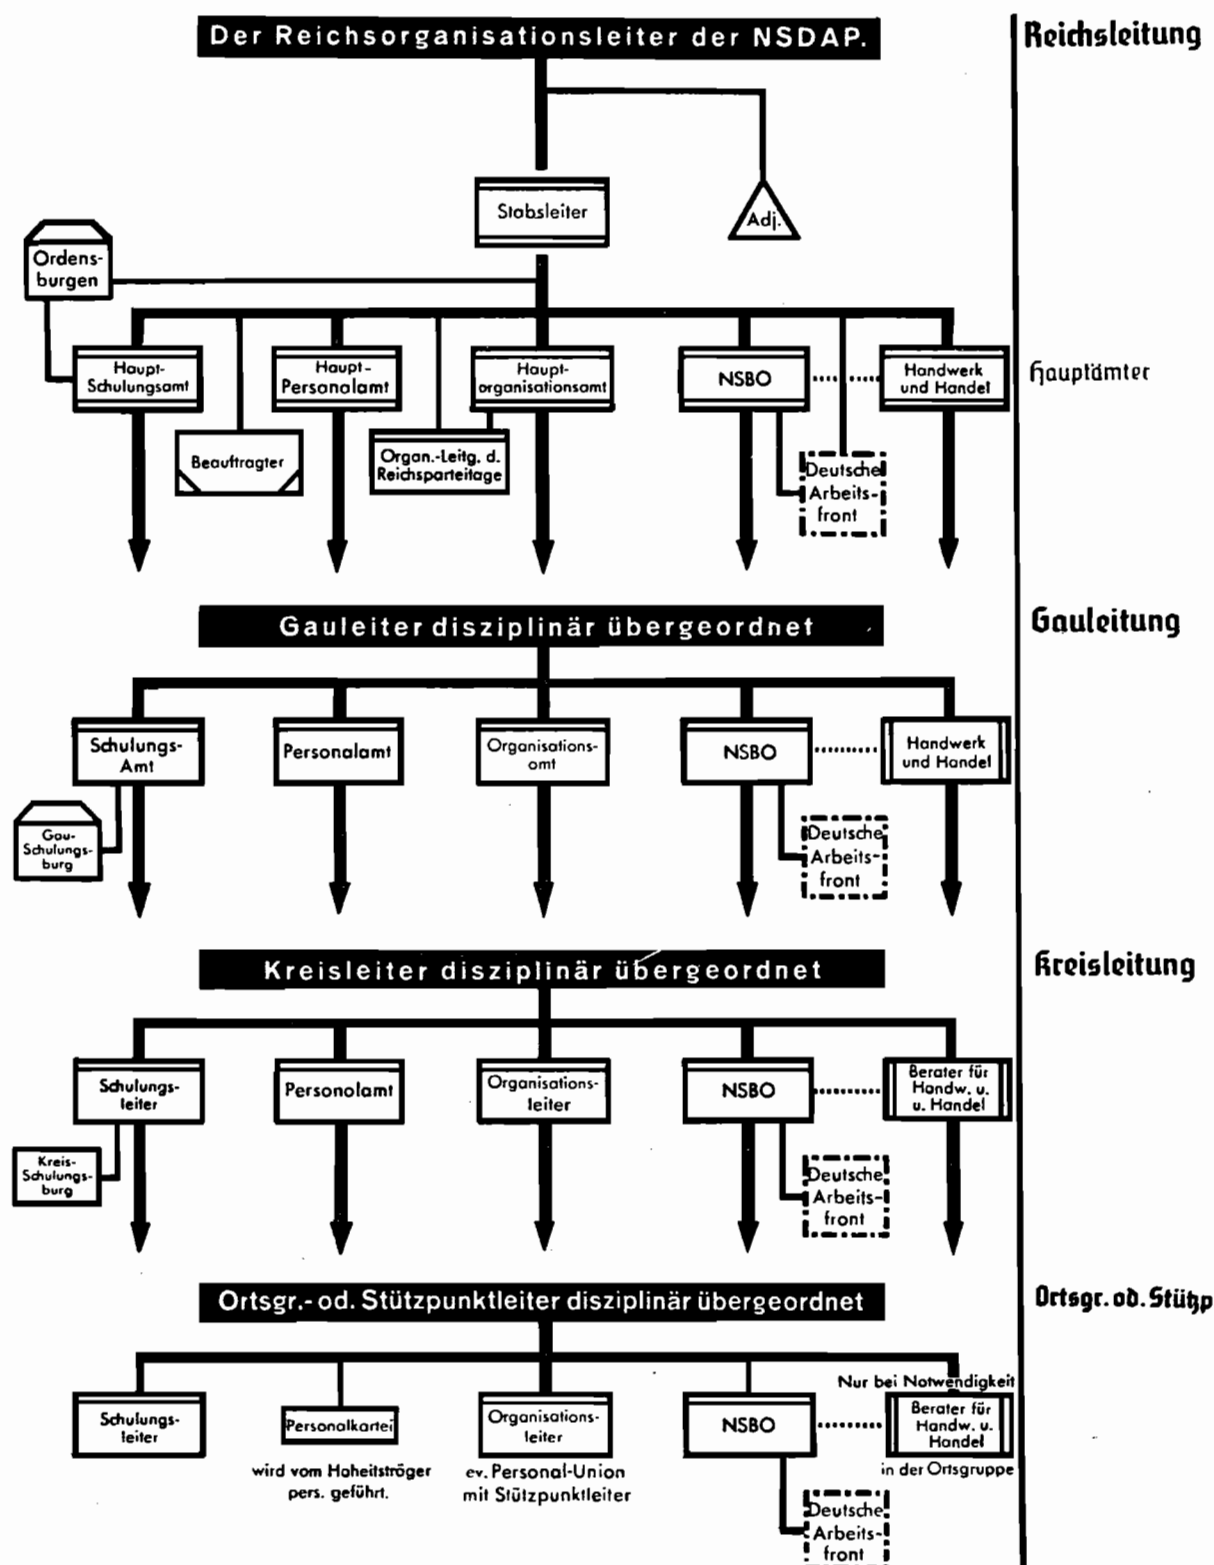 Der Reichsorganisationsleiter der NSDAP.
Reichsleitung
Stabsleiter
Adj.
Ordens-
burgen
Haupt-
Schulungsamt
Haupt-
Personalamt
Haupt-
organisationsamt
NSBO
Handwerk
und Handel
Hauptämter
Beauftragter
Organ.-Leitg. d.
Reichsparteitage
Deutsche
Arbeits-
front
Gauleiter disziplinär übergeordnet
Gauleitung
Schulungs-
Amt
Personalamt
Organisations-
amt
NSBO
Handwerk
und Handel
Gau-
Schulungs-
burg
Deutsche
Arbeits-
front
Kreisleiter disziplinär übergeordnet
Kreisleitung
Schulungs-
leiter
Personalamt
Organisations-
leiter
NSBO
Berater für
Handw. u.
u. Handel
Kreis-
Schulungs-
burg
Deutsche
Arbeits-
front
Ortsgr.- od. Stützpunktleiter disziplinär übergeordnet
Ortsgr. od. Stützp
Nur bei Notwendigkeit
Schulungs-
leiter
Personalkartei
Organisations-
leiter
NSBO
Berater für
Handw. u.
Handel
wird vom Hoheitsträger
pers. geführt.
ev. Personal-Union
mit Stützpunktleiter
in der Ortsgruppe
Deutsche
Arbeits-
front